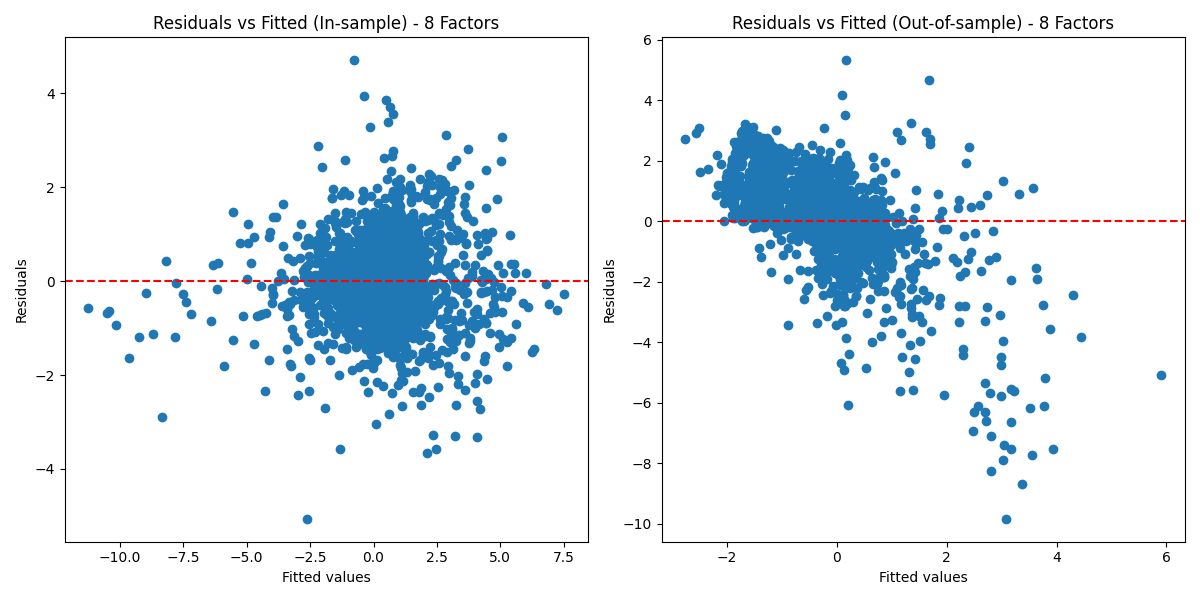 Residuals vs Fitted (In-sample) - 8 Factors
Residuals
4
2
0
−2
−4
−10.0 −7.5 −5.0 −2.5 0.0 2.5 5.0 7.5
Fitted values
Residuals vs Fitted (Out-of-sample) - 8 Factors
Residuals
6
4
2
0
−2
−4
−6
−8
−10
−2 0 2 4 6
Fitted values